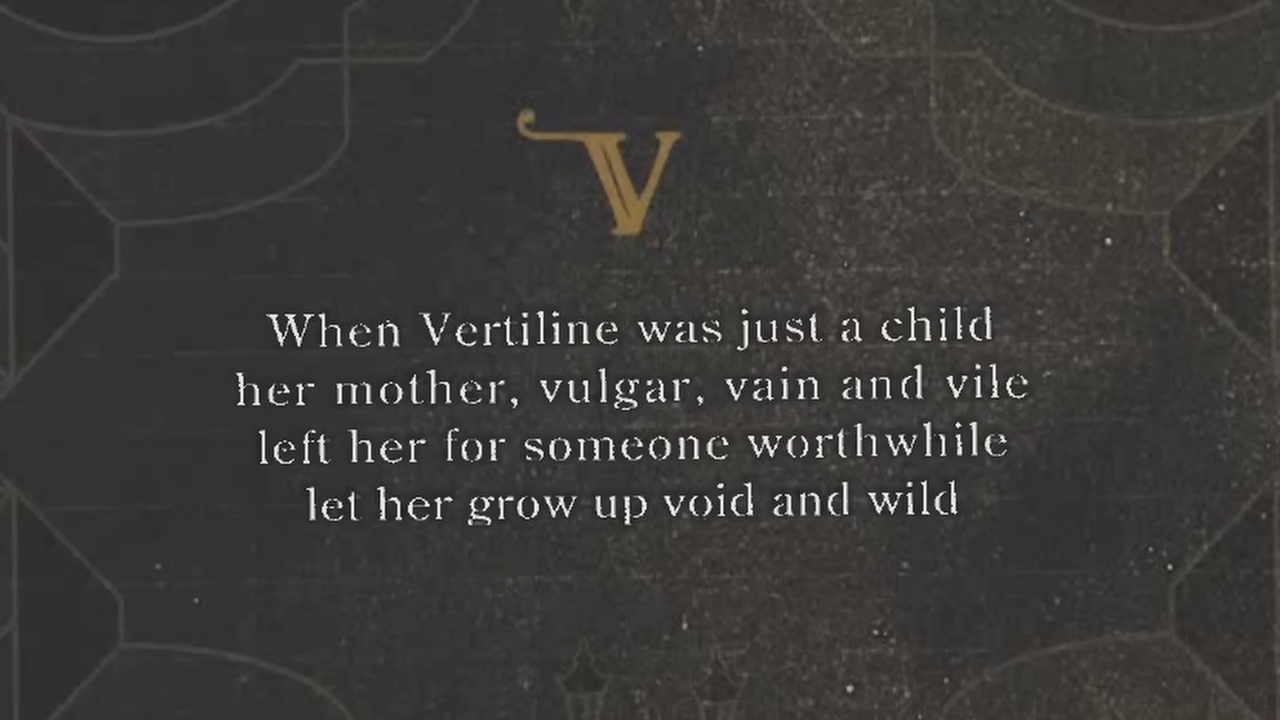 V
When Vertiline was just a child
her mother, vulgar, vain and vile
left her for someone worthwhile
let her grow up void and wild